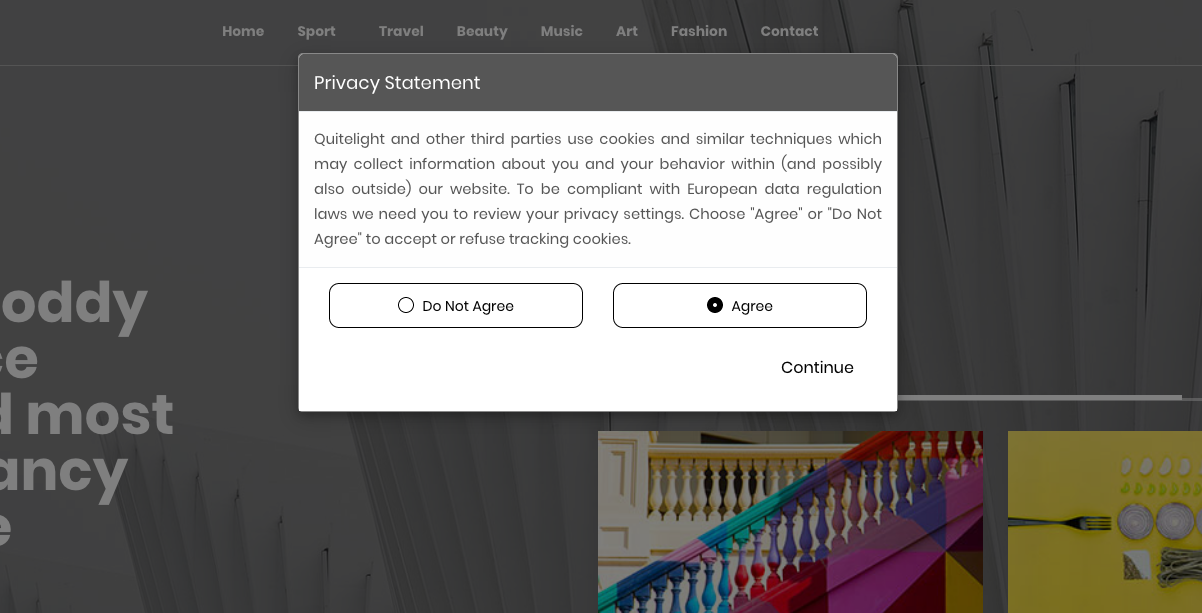 Home Sport Travel Beauty Music Art Fashion Contact
Privacy Statement
Quitelight and other third parties use cookies and similar techniques which
may collect information about you and your behavior within (and possibly
also outside) our website. To be compliant with European data regulation
laws we need you to review your privacy settings. Choose "Agree" or "Do Not
Agree" to accept or refuse tracking cookies.
Do Not Agree
Agree
Continue
oddy
most
ancy